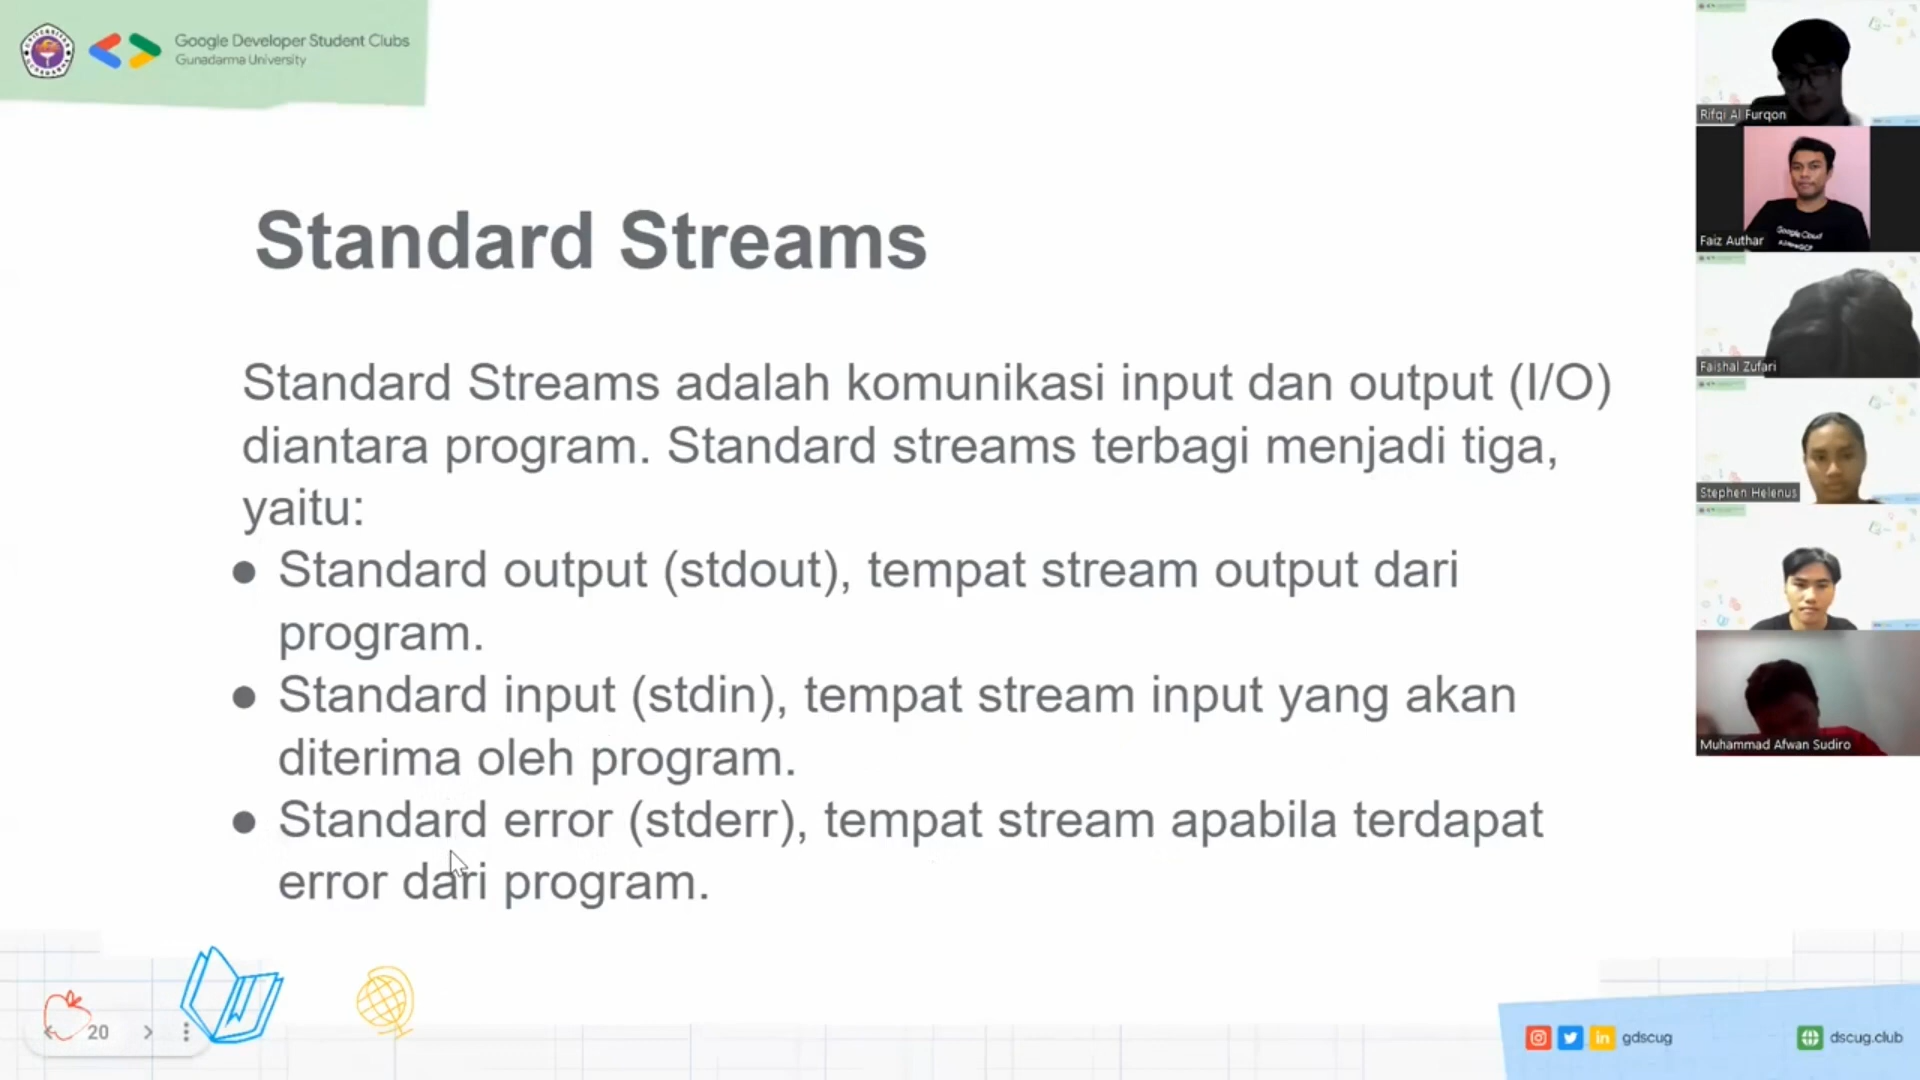 Google Developer Student Clubs
Gunadarma University
Standard Streams
Standard Streams adalah komunikasi input dan output (I/O)
diantara program. Standard streams terbagi menjadi tiga,
yaitu:
● Standard output (stdout), tempat stream output dari
program.
● Standard input (stdin), tempat stream input yang akan
diterima oleh program.
● Standard error (stderr), tempat stream apabila terdapat
error dari program.
20
gdscug
dscug.club
Rifqi Al Furqon
Faiz Authar
Google Cloud
Faishal Zufari
Stephen Helenus
Muhammad Afwan Sudiro